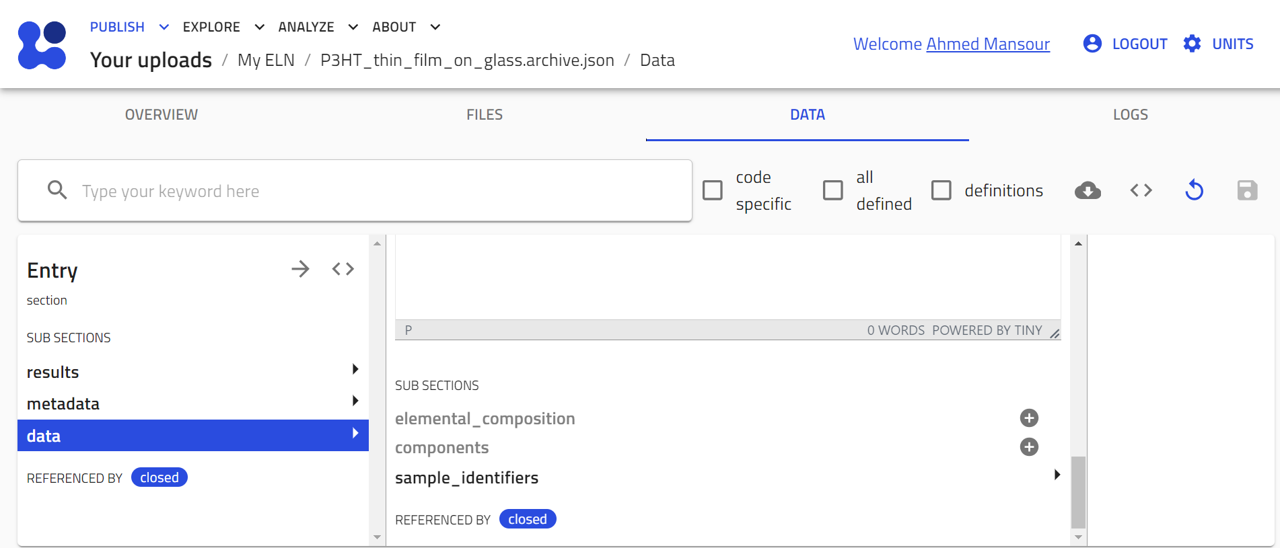 PUBLISH EXPLORE ANALYZE ABOUT
Your uploads / My ELN / P3HT_thin_film_on_glass.archive.json / Data
Welcome Ahmed Mansour LOGOUT UNITS
OVERVIEW FILES DATA LOGS
Type your keyword here
code specific
all defined
definitions
Entry
section
SUB SECTIONS
results
metadata
data
REFERENCED BY closed
P 0 WORDS POWERED BY TINY
SUB SECTIONS
elemental_composition
components
sample_identifiers
REFERENCED BY closed